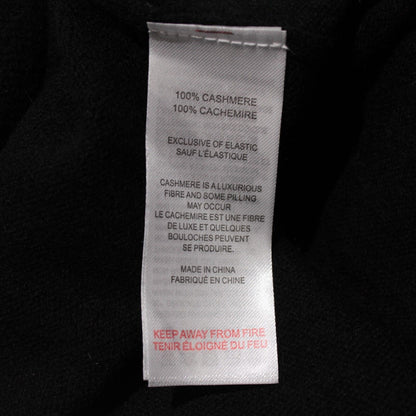 100% CASHMERE
100% CACHEMIRE
EXCLUSIVE OF ELASTIC
SAUF L'ÉLASTIQUE
CASHMERE IS A LUXURIOUS
FIBRE AND SOME PILLING
MAY OCCUR
LE CACHEMIRE EST UNE FIBRE
DE LUXE ET QUELQUES
BOULOCHES PEUVENT
SE PRODUIRE.
MADE IN CHINA
FABRIQUÉ EN CHINE
KEEP AWAY FROM FIRE
TENIR ÉLOIGNÉ DU FEU